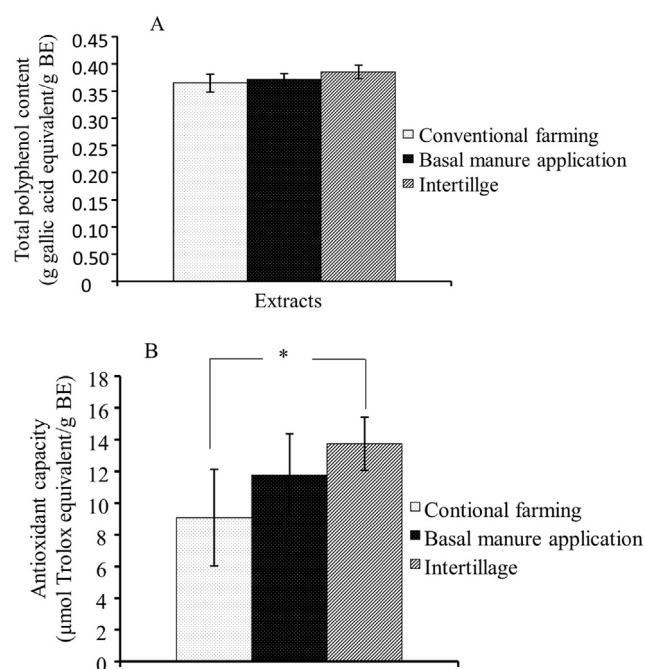 A
Total polyphenol content
(g gallic acid equivalent/g BE)
0.45
0.40
0.35
0.30
0.25
0.20
0.15
0.10
0.50
0
Extracts
Conventional farming
Basal manure application
Intertillge
B
*
Antioxidant capacity
(μmol Trolox equivalent/g BE)
18
16
14
12
10
8
6
4
2
0
Contional farming
Basal manure application
Intertillage